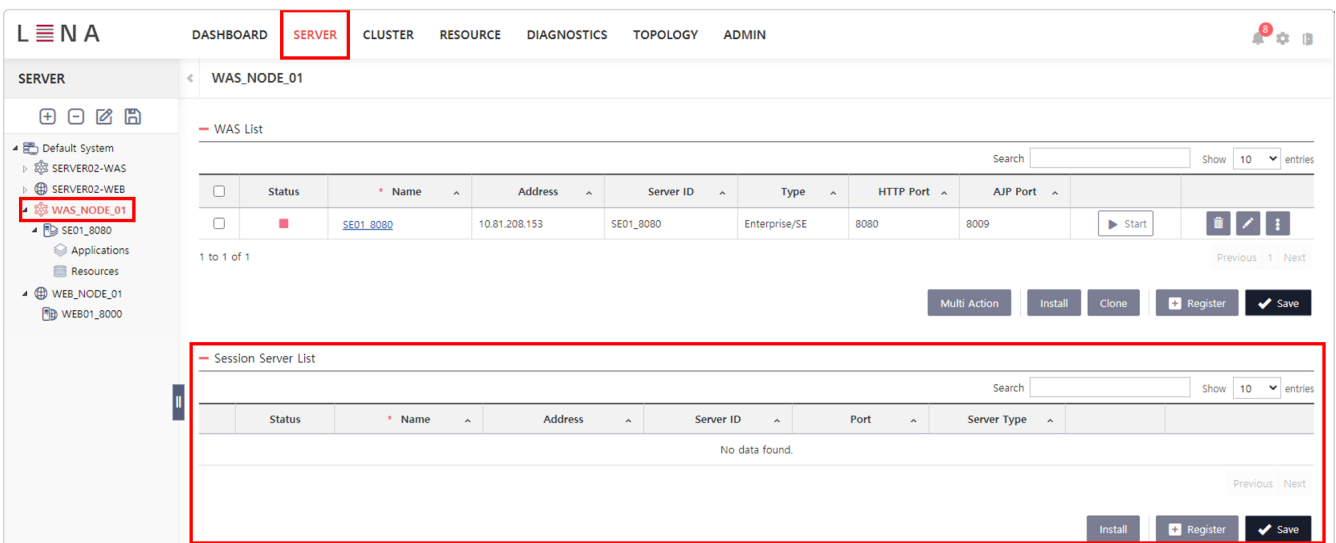 LENA
DASHBOARD SERVER CLUSTER RESOURCE DIAGNOSTICS TOPOLOGY ADMIN
8
SERVER
WAS_NODE_01
Default System
SERVER02-WAS
SERVER02-WEB
WAS_NODE_01
SE01_8080
Applications
Resources
WEB_NODE_01
WEB01_8000
WAS List
Search Show 10 entries
Status * Name Address Server ID Type HTTP Port AJP Port
SE01_8080 10.81.208.153 SE01_8080 Enterprise/SE 8080 8009 Start
1 to 1 of 1
Previous 1 Next
Multi Action Install Clone Register Save
Session Server List
Search Show 10 entries
Status * Name Address Server ID Port Server Type
No data found.
Previous Next
Install Register Save